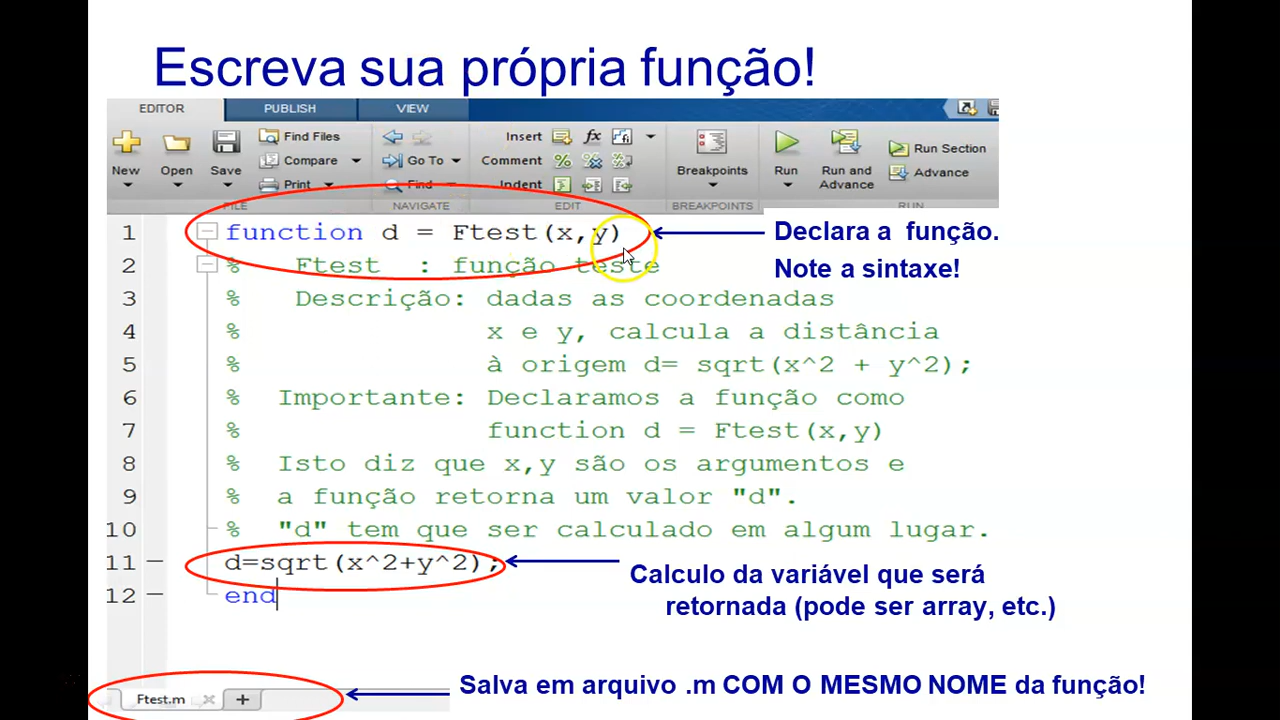 Escreva sua própria função!
EDITOR PUBLISH VIEW
New Open Save Find Files Compare Print Go To Find Insert fx Comment Indent Breakpoints Run Run and Advance Run Section Advance
FILE NAVIGATE EDIT BREAKPOINTS RUN
1 function d = Ftest(x,y)
Declara a função.
Note a sintaxe!
2 % Ftest : função teste
3 % Descrição: dadas as coordenadas
4 % x e y, calcula a distância
5 % à origem d= sqrt(x^2 + y^2);
6 % Importante: Declaramos a função como
7 % function d = Ftest(x,y)
8 % Isto diz que x,y são os argumentos e
9 % a função retorna um valor "d".
10 % "d" tem que ser calculado em algum lugar.
11 — d=sqrt(x^2+y^2);
Calculo da variável que será
retornada (pode ser array, etc.)
12 — end
Ftest.m × +
Salva em arquivo .m COM O MESMO NOME da função!